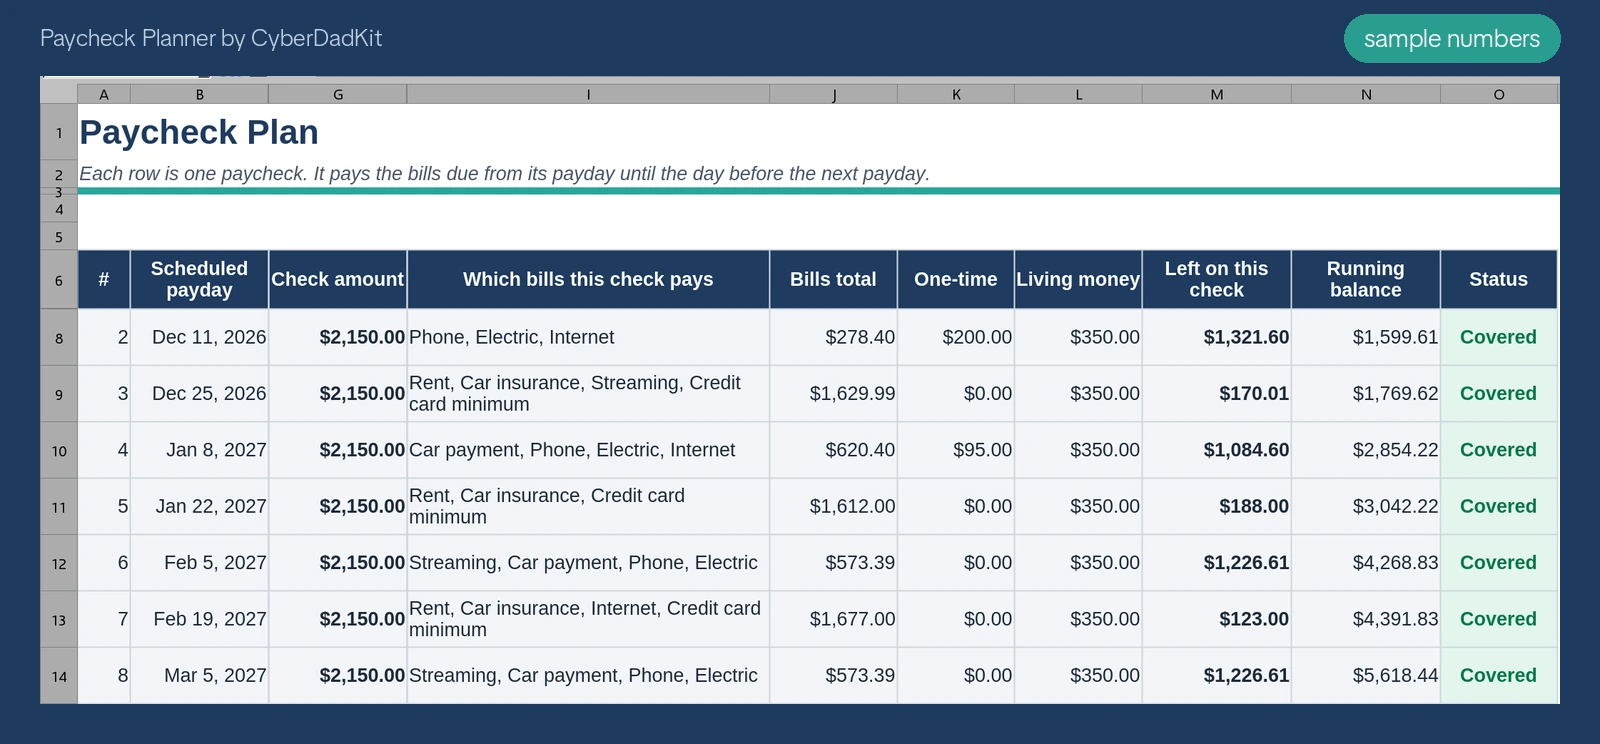 Paycheck Planner by CyberDadKit
sample numbers
A B G I J K L M N O
1 Paycheck Plan
2 Each row is one paycheck. It pays the bills due from its payday until the day before the next payday.
3
4
5
6 # Scheduled payday Check amount Which bills this check pays Bills total One-time Living money Left on this check Running balance Status
8 2 Dec 11, 2026 $2,150.00 Phone, Electric, Internet $278.40 $200.00 $350.00 $1,321.60 $1,599.61 Covered
9 3 Dec 25, 2026 $2,150.00 Rent, Car insurance, Streaming, Credit card minimum $1,629.99 $0.00 $350.00 $170.01 $1,769.62 Covered
10 4 Jan 8, 2027 $2,150.00 Car payment, Phone, Electric, Internet $620.40 $95.00 $350.00 $1,084.60 $2,854.22 Covered
11 5 Jan 22, 2027 $2,150.00 Rent, Car insurance, Credit card minimum $1,612.00 $0.00 $350.00 $188.00 $3,042.22 Covered
12 6 Feb 5, 2027 $2,150.00 Streaming, Car payment, Phone, Electric $573.39 $0.00 $350.00 $1,226.61 $4,268.83 Covered
13 7 Feb 19, 2027 $2,150.00 Rent, Car insurance, Internet, Credit card minimum $1,677.00 $0.00 $350.00 $123.00 $4,391.83 Covered
14 8 Mar 5, 2027 $2,150.00 Streaming, Car payment, Phone, Electric $573.39 $0.00 $350.00 $1,226.61 $5,618.44 Covered